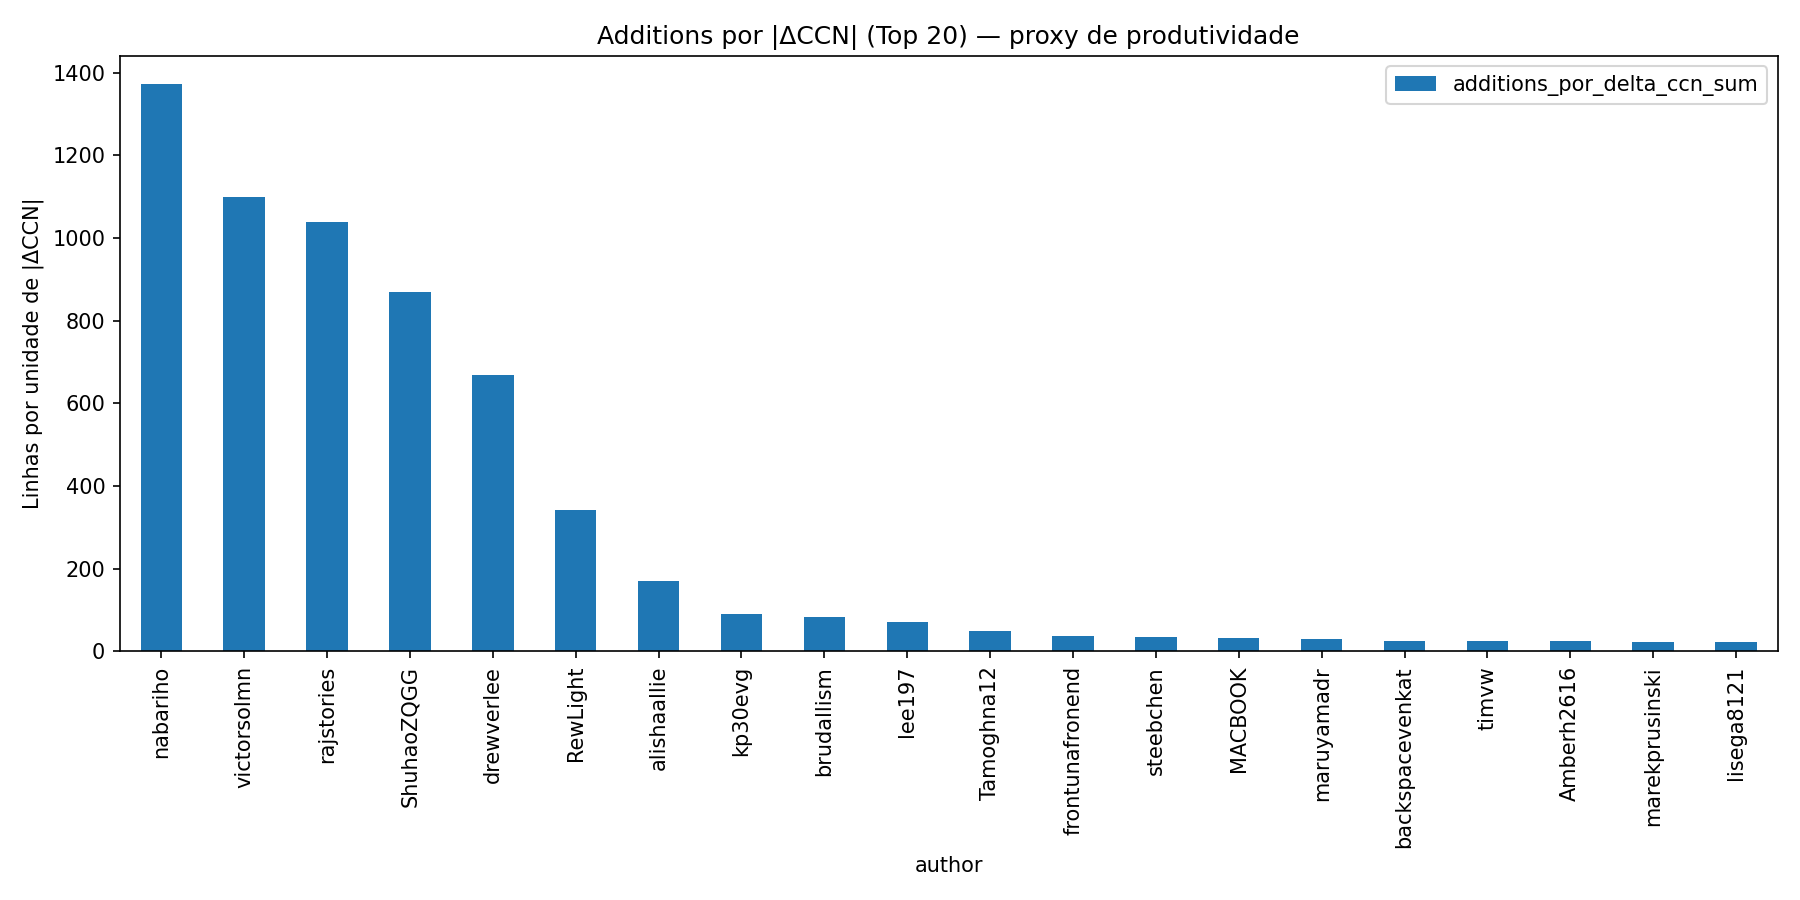 Additions por |ΔCCN| (Top 20) — proxy de produtividade
additions_por_delta_ccn_sum
Linhas por unidade de |ΔCCN|
1400
1200
1000
800
600
400
200
0
nabariho
victorsolmn
rajstories
ShuhaoZQGG
drewverlee
RewLight
alishaallie
kp30evg
brudallism
lee197
Tamoghna12
frontunafronend
steebchen
MACBOOK
maruyamadr
backspacevenkat
timvw
Amberh2616
marekprusinski
lisega8121
author